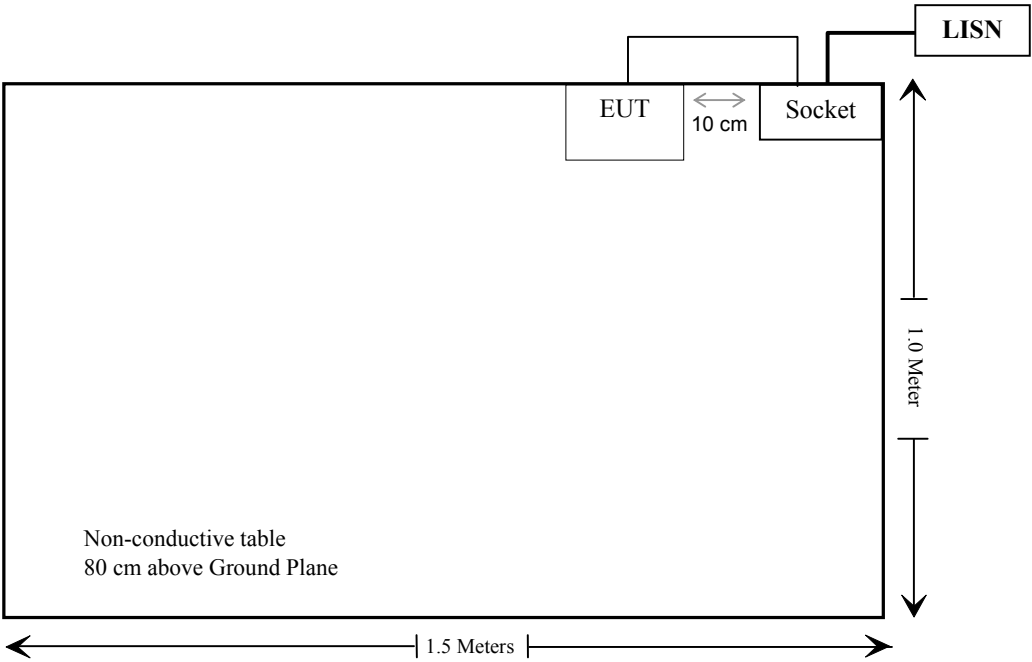 LISN
EUT
10 cm
Socket
1.0 Meter
Non-conductive table
80 cm above Ground Plane
1.5 Meters